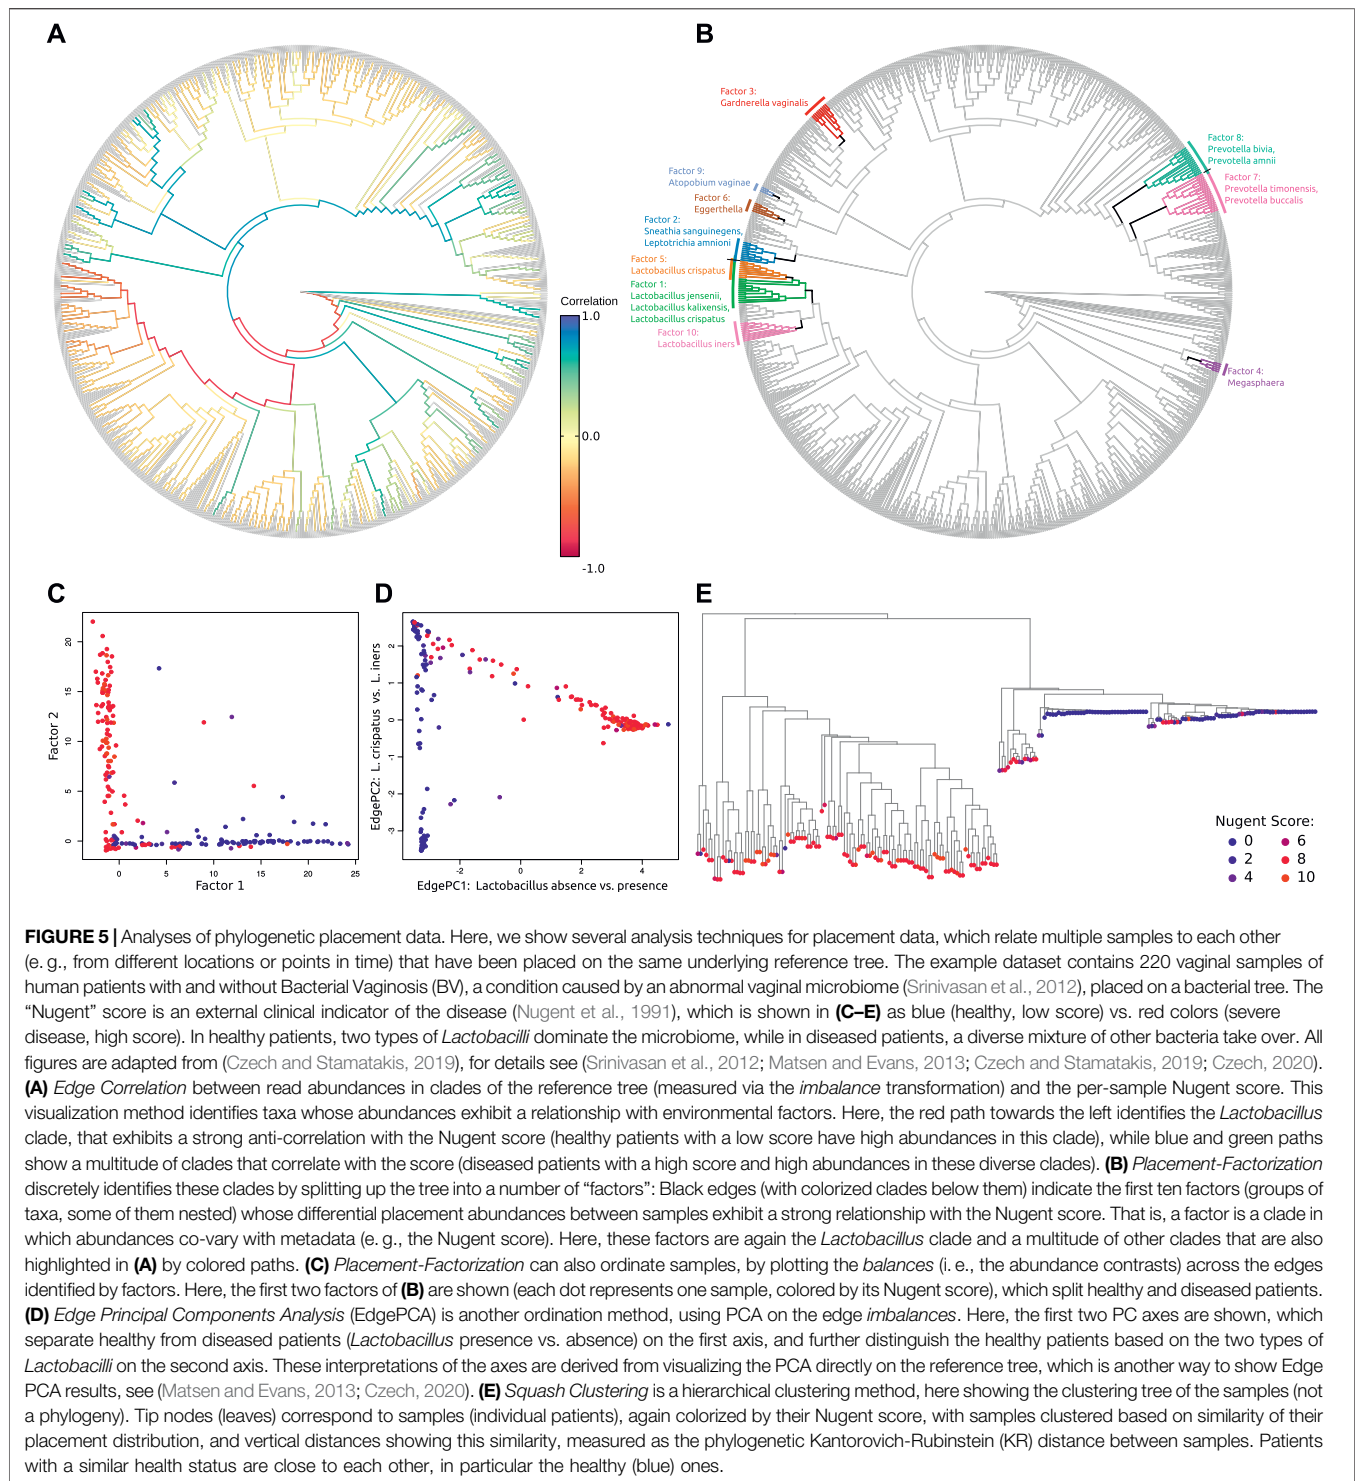 A
B
Factor 3:
Gardnerella vaginalis
Factor 8:
Prevotella bivia,
Prevotella amnii
Factor 9:
Atopobium vaginae
Factor 7:
Prevotella timonensis,
Prevotella buccalis
Factor 6:
Eggerthella
Factor 2:
Sneathia sanguinegens,
Leptotrichia amnioni
Factor 5:
Lactobacillus crispatus
Factor 1:
Lactobacillus jensenii,
Lactobacillus kalixensis,
Lactobacillus crispatus
Factor 10:
Lactobacillus iners
Factor 4:
Megasphaera
Correlation
1.0
0.0
-1.0
C
Factor 2
20
15
10
5
0
0 5 10 15 20 25
Factor 1
D
EdgePC2: L. crispatus vs. L. iners
2
1
0
-1
-2
-3
-2 0 2 4
EdgePC1: Lactobacillus absence vs. presence
E
Nugent Score:
0 6
2 8
4 10
FIGURE 5 | Analyses of phylogenetic placement data. Here, we show several analysis techniques for placement data, which relate multiple samples to each other
(e. g., from different locations or points in time) that have been placed on the same underlying reference tree. The example dataset contains 220 vaginal samples of
human patients with and without Bacterial Vaginosis (BV), a condition caused by an abnormal vaginal microbiome (Srinivasan et al., 2012), placed on a bacterial tree. The
“Nugent” score is an external clinical indicator of the disease (Nugent et al., 1991), which is shown in (C–E) as blue (healthy, low score) vs. red colors (severe
disease, high score). In healthy patients, two types of Lactobacilli dominate the microbiome, while in diseased patients, a diverse mixture of other bacteria take over. All
figures are adapted from (Czech and Stamatakis, 2019), for details see (Srinivasan et al., 2012; Matsen and Evans, 2013; Czech and Stamatakis, 2019; Czech, 2020).
(A) Edge Correlation between read abundances in clades of the reference tree (measured via the imbalance transformation) and the per-sample Nugent score. This
visualization method identifies taxa whose abundances exhibit a relationship with environmental factors. Here, the red path towards the left identifies the Lactobacillus
clade, that exhibits a strong anti-correlation with the Nugent score (healthy patients with a low score have high abundances in this clade), while blue and green paths
show a multitude of clades that correlate with the score (diseased patients with a high score and high abundances in these diverse clades). (B) Placement-Factorization
discretely identifies these clades by splitting up the tree into a number of “factors”: Black edges (with colorized clades below them) indicate the first ten factors (groups of
taxa, some of them nested) whose differential placement abundances between samples exhibit a strong relationship with the Nugent score. That is, a factor is a clade in
which abundances co-vary with metadata (e. g., the Nugent score). Here, these factors are again the Lactobacillus clade and a multitude of other clades that are also
highlighted in (A) by colored paths. (C) Placement-Factorization can also ordinate samples, by plotting the balances (i. e., the abundance contrasts) across the edges
identified by factors. Here, the first two factors of (B) are shown (each dot represents one sample, colored by its Nugent score), which split healthy and diseased patients.
(D) Edge Principal Components Analysis (EdgePCA) is another ordination method, using PCA on the edge imbalances. Here, the first two PC axes are shown, which
separate healthy from diseased patients (Lactobacillus presence vs. absence) on the first axis, and further distinguish the healthy patients based on the two types of
Lactobacilli on the second axis. These interpretations of the axes are derived from visualizing the PCA directly on the reference tree, which is another way to show Edge
PCA results, see (Matsen and Evans, 2013; Czech, 2020). (E) Squash Clustering is a hierarchical clustering method, here showing the clustering tree of the samples (not
a phylogeny). Tip nodes (leaves) correspond to samples (individual patients), again colorized by their Nugent score, with samples clustered based on similarity of their
placement distribution, and vertical distances showing this similarity, measured as the phylogenetic Kantorovich-Rubinstein (KR) distance between samples. Patients
with a similar health status are close to each other, in particular the healthy (blue) ones.